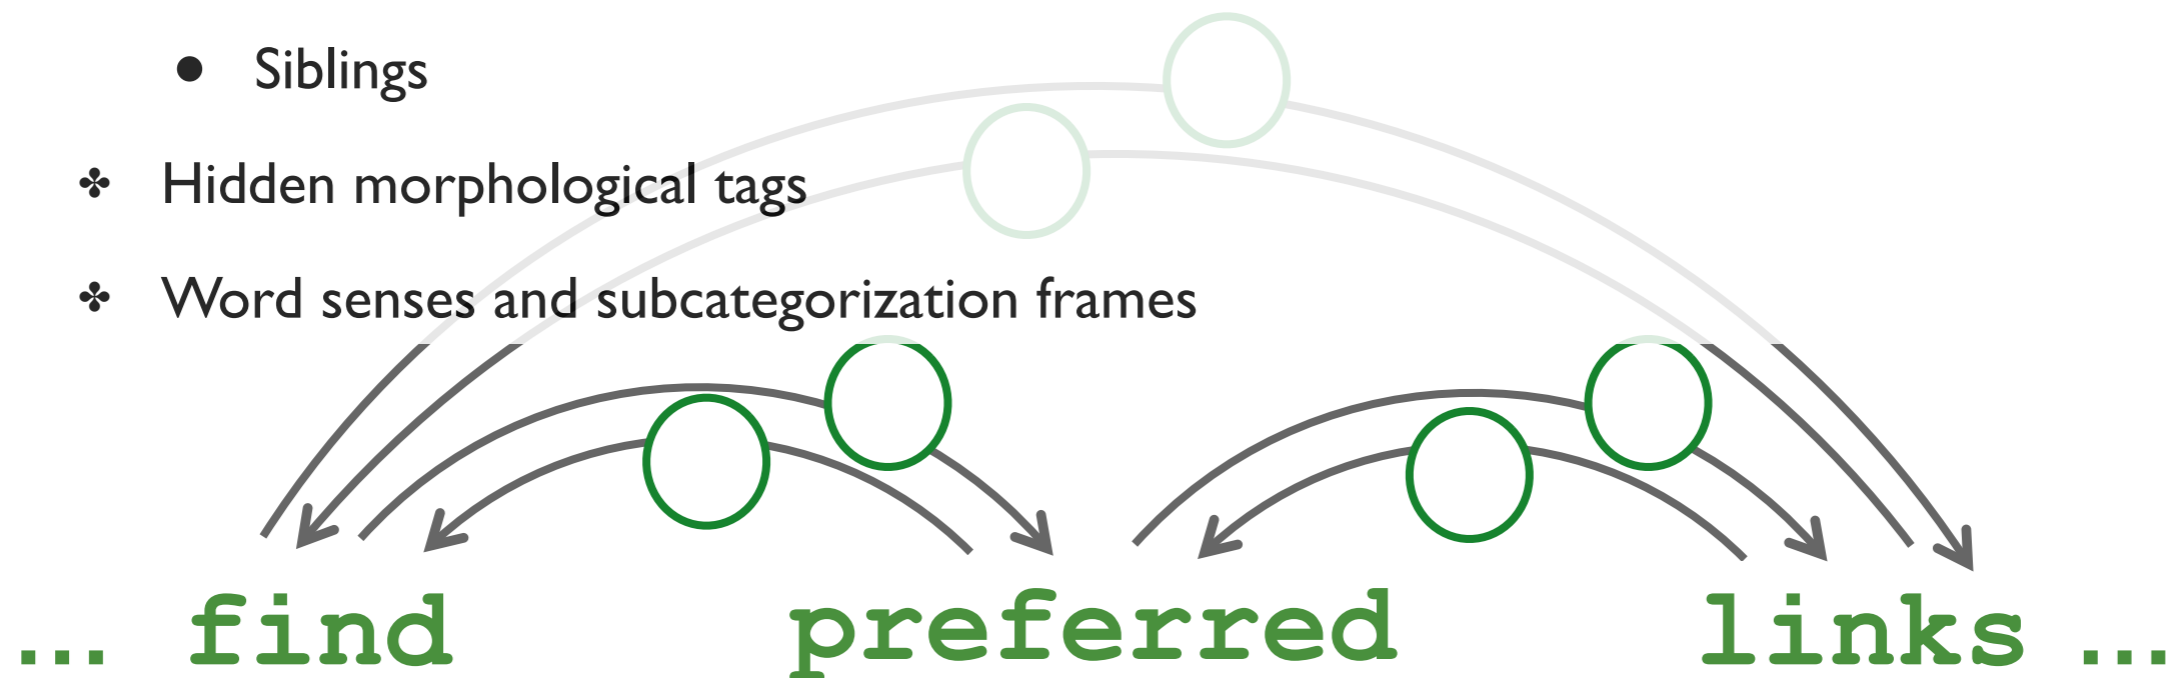 ● Siblings
✤ Hidden morphological tags
✤ Word senses and subcategorization frames
... find preferred links ...